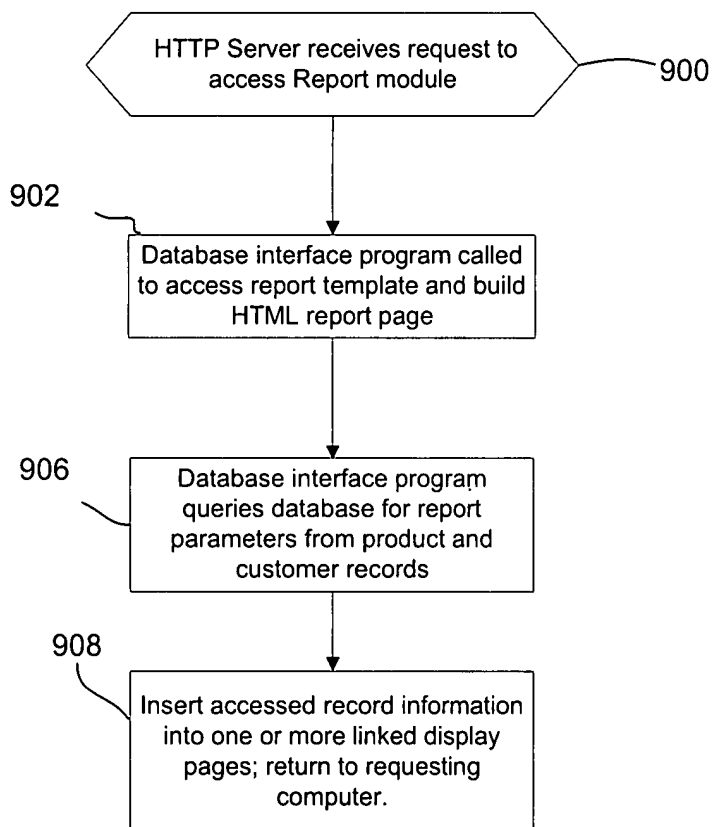 HTTP Server receives request to
access Report module
900
902
Database interface program called
to access report template and build
HTML report page
906
Database interface program
queries database for report
parameters from product and
customer records
908
Insert accessed record information
into one or more linked display
pages; return to requesting
computer.